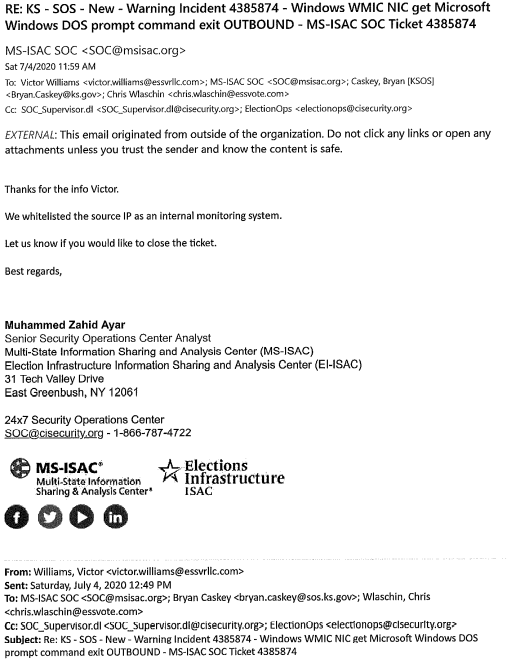 RE: KS - SOS - New - Warning Incident 4385874 - Windows WMIC NIC get Microsoft
Windows DOS prompt command exit OUTBOUND - MS-ISAC SOC Ticket 4385874
MS-ISAC SOC <SOC@msisac.org>
Sat 7/4/2020 11:59 AM
To: Victor Williams <victor.williams@essvrllc.com>; MS-ISAC SOC <SOC@msisac.org>; Caskey, Bryan [KSOS]
<Bryan.Caskey@ks.gov>; Chris Wlaschin <chris.wlaschin@essvote.com>
Cc: SOC_Supervisor.dl <SOC_Supervisor.dl@cisecurity.org>; ElectionOps <electionops@cisecurity.org>
EXTERNAL: This email originated from outside of the organization. Do not click any links or open any
attachments unless you trust the sender and know the content is safe.
Thanks for the info Victor.
We whitelisted the source IP as an internal monitoring system.
Let us know if you would like to close the ticket.
Best regards,
Muhammed Zahid Ayar
Senior Security Operations Center Analyst
Multi-State Information Sharing and Analysis Center (MS-ISAC)
Election Infrastructure Information Sharing and Analysis Center (EI-ISAC)
31 Tech Valley Drive
East Greenbush, NY 12061
24x7 Security Operations Center
SOC@cisecurity.org - 1-866-787-4722
MS-ISAC®
Multi-State Information
Sharing & Analysis Center®
Elections
Infrastructure
ISAC
From: Williams, Victor <victor.williams@essvrllc.com>
Sent: Saturday, July 4, 2020 12:49 PM
To: MS-ISAC SOC <SOC@msisac.org>; Bryan Caskey <bryan.caskey@sos.ks.gov>; Wlaschin, Chris
<chris.wlaschin@essvote.com>
Cc: SOC_Supervisor.dl <SOC_Supervisor.dl@cisecurity.org>; ElectionOps <electionops@cisecurity.org>
Subject: Re: KS - SOS - New - Warning Incident 4385874 - Windows WMIC NIC get Microsoft Windows DOS
prompt command exit OUTBOUND - MS-ISAC SOC Ticket 4385874